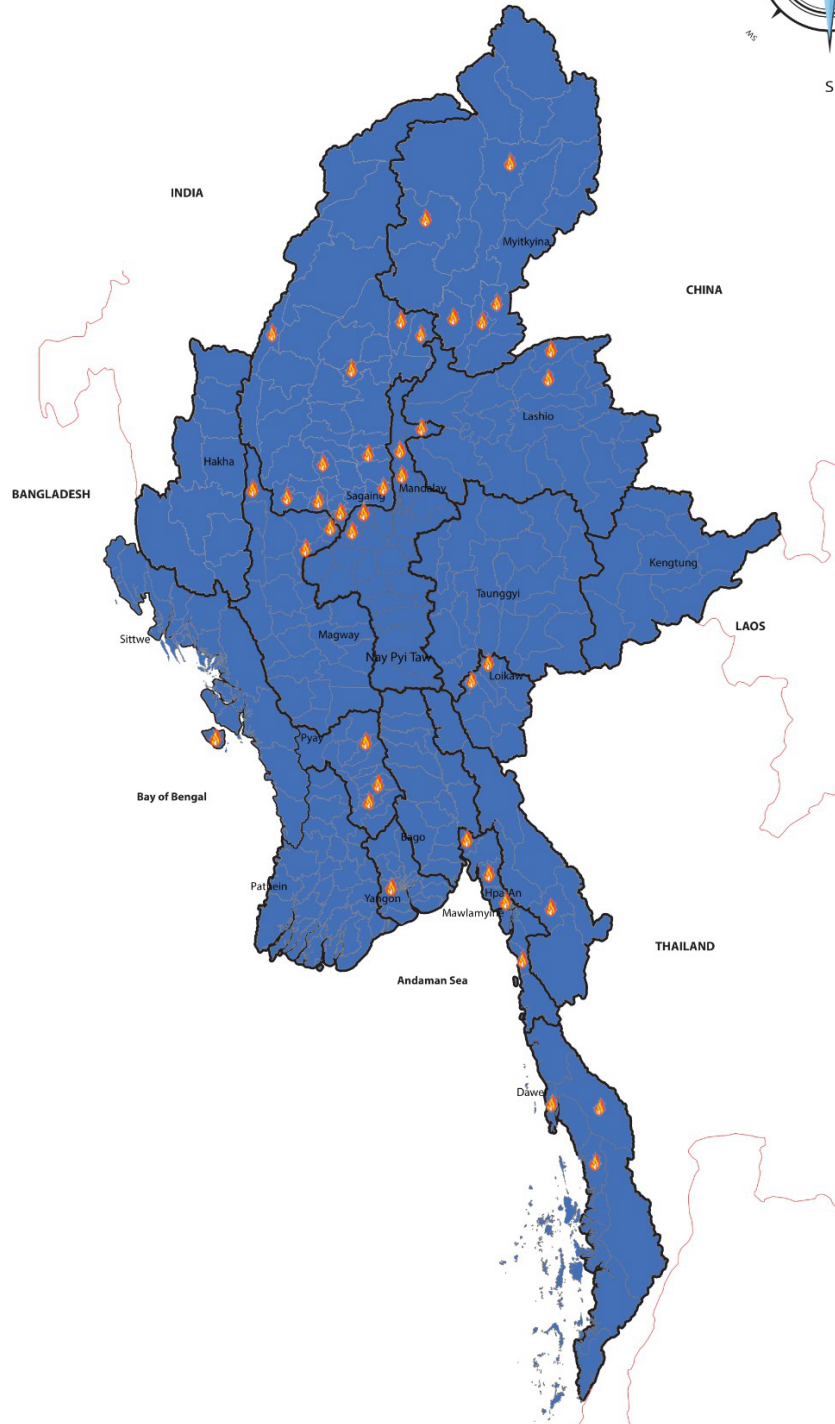 SW
S
INDIA
Myitkyina
CHINA
Lashio
Hakha
BANGLADESH
Sagaing
Mandalay
Kengtung
Taunggyi
LAOS
Sittwe
Magway
Nay Pyi Taw
Loikaw
Pyay
Bay of Bengal
Bago
Pathein
Yangon
Hpa-An
Mawlamyine
THAILAND
Andaman Sea
Dawei